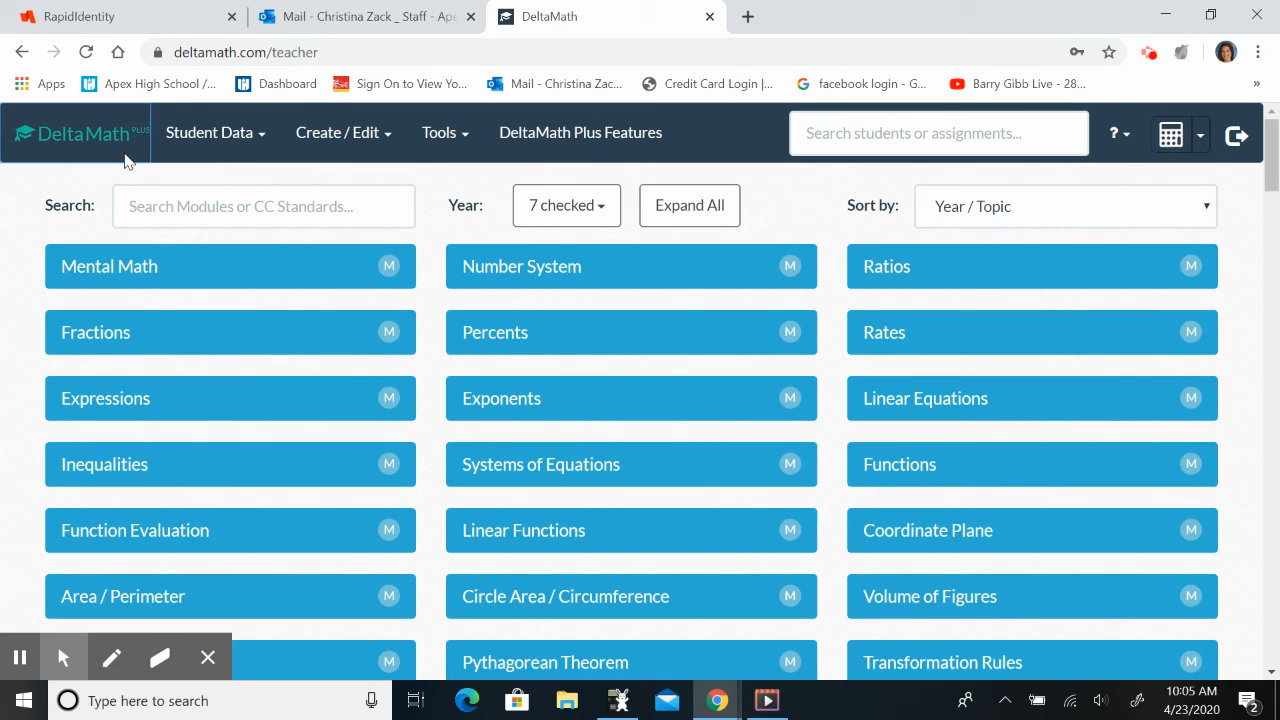 RapidIdentity
Mail - Christina Zack _ Staff - Ape
DeltaMath
deltamath.com/teacher
Apps
Apex High School /...
Dashboard
Sign On to View Yo...
Mail - Christina Zac...
Credit Card Login |...
facebook login - G...
Barry Gibb Live - 28...
»
DeltaMath PLUS
Student Data
Create / Edit
Tools
DeltaMath Plus Features
Search students or assignments...
?
Search:
Search Modules or CC Standards...
Year:
7 checked
Expand All
Sort by:
Year / Topic
Mental Math M
Number System M
Ratios M
Fractions M
Percents M
Rates M
Expressions M
Exponents M
Linear Equations M
Inequalities M
Systems of Equations M
Functions M
Function Evaluation M
Linear Functions M
Coordinate Plane M
Area / Perimeter M
Circle Area / Circumference M
Volume of Figures M
M
Pythagorean Theorem M
Transformation Rules M
Type here to search
10:05 AM
4/23/2020
2